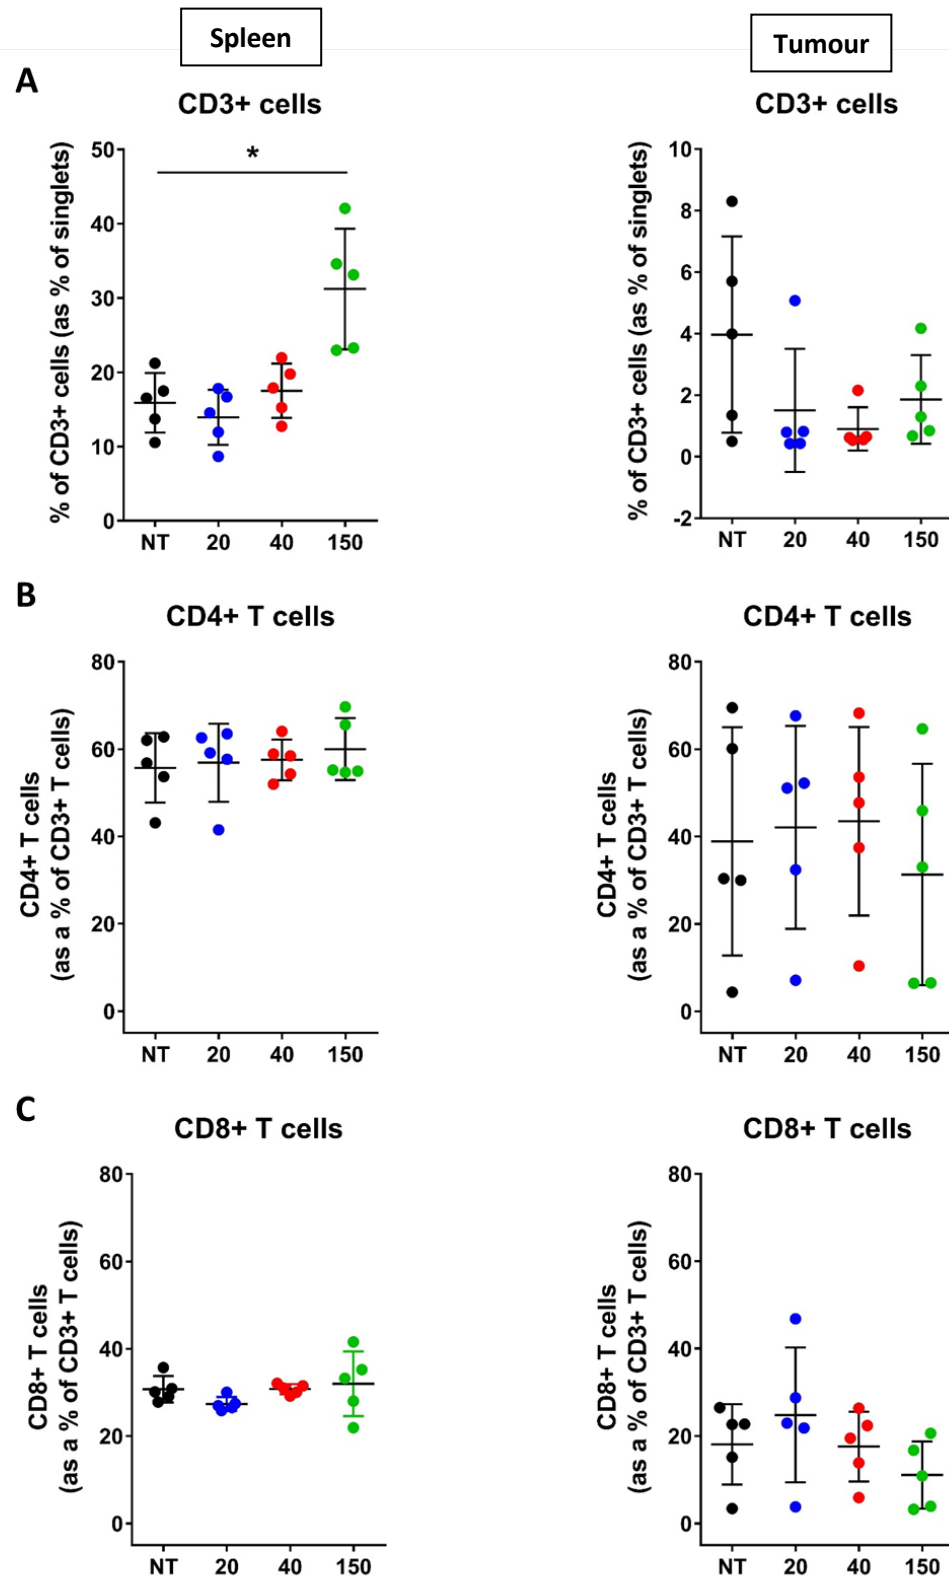 Spleen
Tumour
A
CD3+ cells
CD3+ cells
% of CD3+ cells (as % of singlets)
50
40
30
20
10
0
*
NT 20 40 150
% of CD3+ cells (as % of singlets)
10
8
6
4
2
0
-2
NT 20 40 150
B
CD4+ T cells
CD4+ T cells
CD4+ T cells
(as a % of CD3+ T cells)
80
60
40
20
0
NT 20 40 150
CD4+ T cells
(as a % of CD3+ T cells)
80
60
40
20
0
NT 20 40 150
C
CD8+ T cells
CD8+ T cells
CD8+ T cells
(as a % of CD3+ T cells)
80
60
40
20
0
NT 20 40 150
CD8+ T cells
(as a % of CD3+ T cells)
80
60
40
20
0
NT 20 40 150